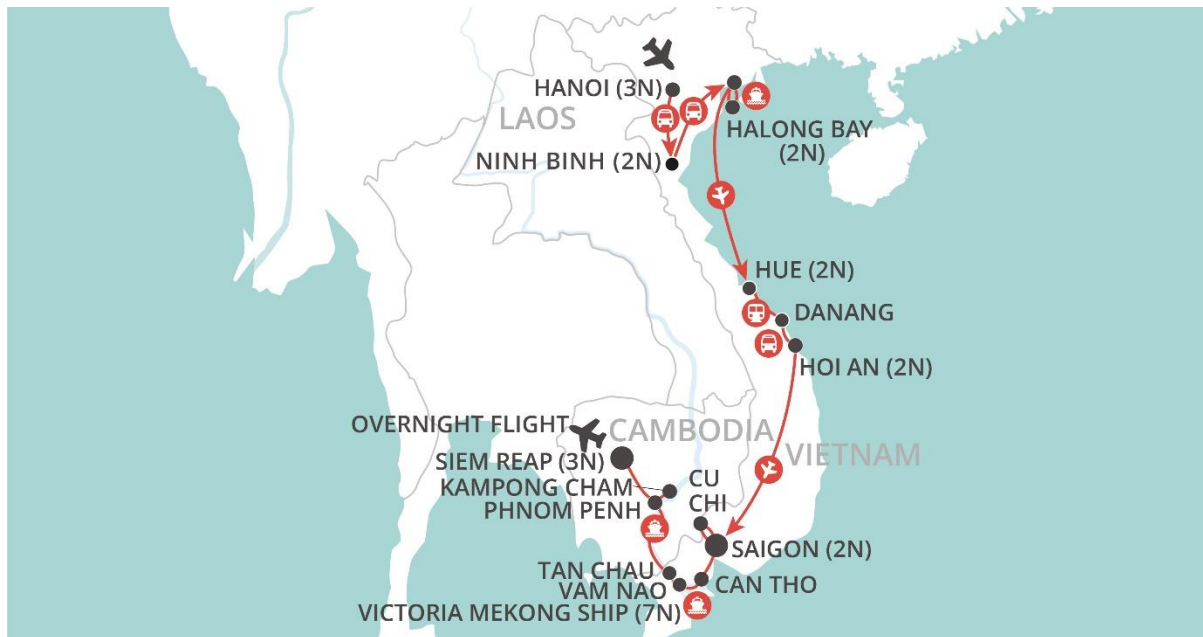 HANOI (3N)
LAOS
HALONG BAY
(2N)
NINH BINH (2N)
HUE (2N)
DANANG
HOI AN (2N)
OVERNIGHT FLIGHT
CAMBODIA
VIETNAM
SIEM REAP (3N)
KAMPONG CHAM
PHNOM PENH
CU
CHI
SAIGON (2N)
TAN CHAU
VAM NAO
CAN THO
VICTORIA MEKONG SHIP (7N)